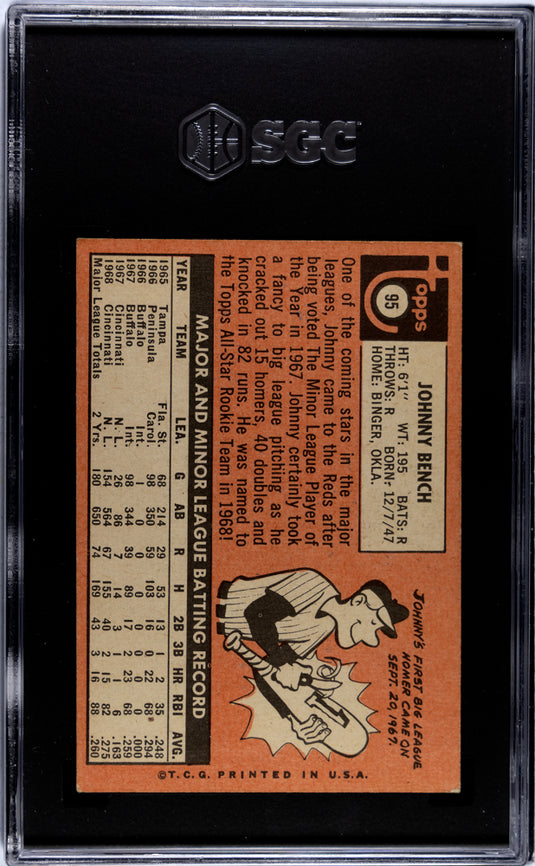 SGC
Topps
95
JOHNNY BENCH
HT: 6'1" WT: 195 BATS: R
THROWS: R BORN: 12/7/47
HOME: BINGER, OKLA.
One of the coming stars in the major
leagues, Johnny came to the Reds after
being voted The Minor League Player of
the Year in 1967. Johnny certainly took
a fancy to big league pitching as he
cracked out 15 homers, 40 doubles and
knocked in 82 runs. He was named to
the Topps All-Star Rookie Team in 1968!
JOHNNY'S FIRST BIG LEAGUE
HOMER CAME ON
SEPT. 20, 1967.
MAJOR AND MINOR LEAGUE BATTING RECORD
YEAR TEAM LEA. G AB R H 2B 3B HR RBI AVG.
1965 Tampa Fla. St. 68 214 29 53 13 1 2 35 .248
1966 Peninsula Carol. 98 350 59 103 16 0 22 68 .294
1966 Buffalo Int. 1 0 0 0 0 0 0 0 .000
1967 Buffalo Int. 98 344 39 89 17 2 23 68 .259
1967 Cincinnati N. L. 26 86 7 14 3 1 1 6 .163
1968 Cincinnati N. L. 154 564 67 155 40 2 15 82 .275
Major League Totals 2 Yrs. 180 650 74 169 43 3 16 88 .260
©T.C.G. PRINTED IN U.S.A.